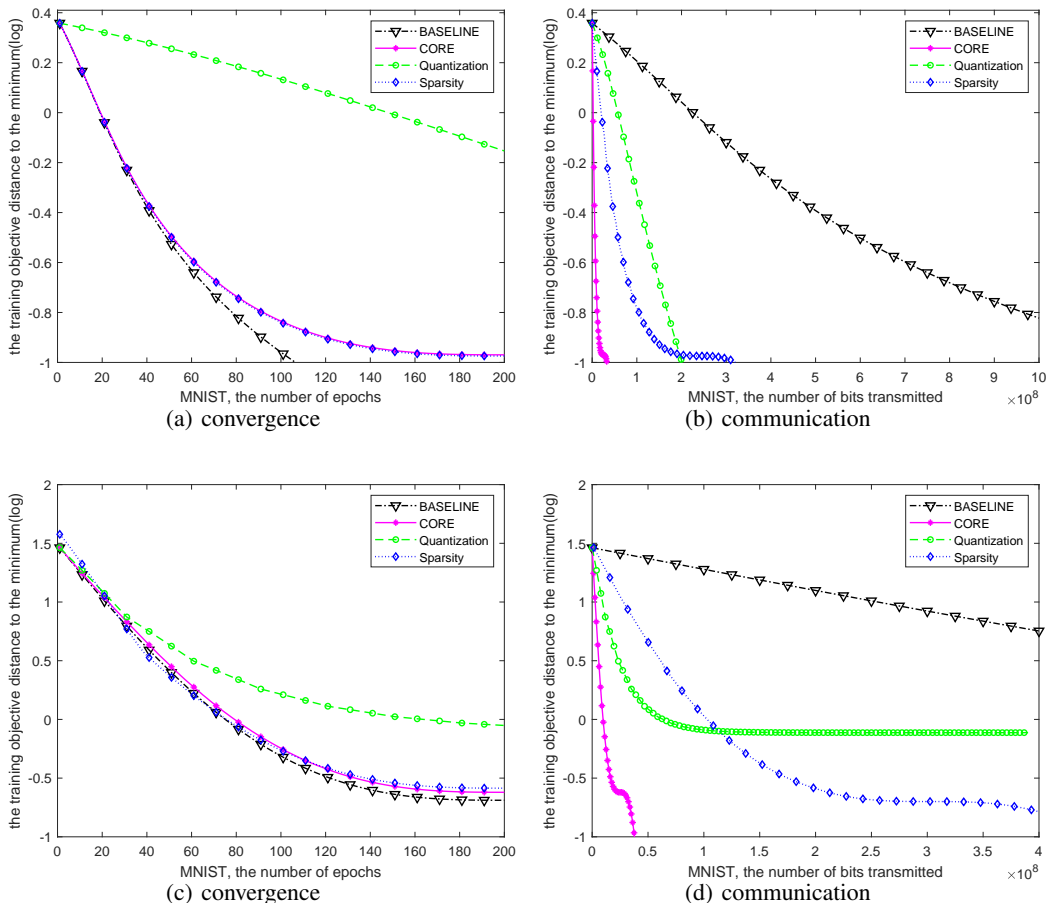 the training objective distance to the minimum(log)
0.4
0.2
0
-0.2
-0.4
-0.6
-0.8
-1
BASELINE
CORE
Quantization
Sparsity
0 20 40 60 80 100 120 140 160 180 200
MNIST, the number of epochs
(a) convergence
the training objective distance to the minimum(log)
0.4
0.2
0
-0.2
-0.4
-0.6
-0.8
-1
BASELINE
CORE
Quantization
Sparsity
0 1 2 3 4 5 6 7 8 9 10
MNIST, the number of bits transmitted
×10^8
(b) communication
the training objective distance to the minimum(log)
2
1.5
1
0.5
0
-0.5
-1
BASELINE
CORE
Quantization
Sparsity
0 20 40 60 80 100 120 140 160 180 200
MNIST, the number of epochs
(c) convergence
the training objective distance to the minimum(log)
2
1.5
1
0.5
0
-0.5
-1
BASELINE
CORE
Quantization
Sparsity
0 0.5 1 1.5 2 2.5 3 3.5 4
MNIST, the number of bits transmitted
×10^8
(d) communication